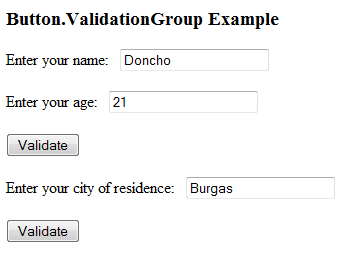 Button.ValidationGroup Example
Enter your name: Doncho
Enter your age: 21
Validate
Enter your city of residence: Burgas
Validate